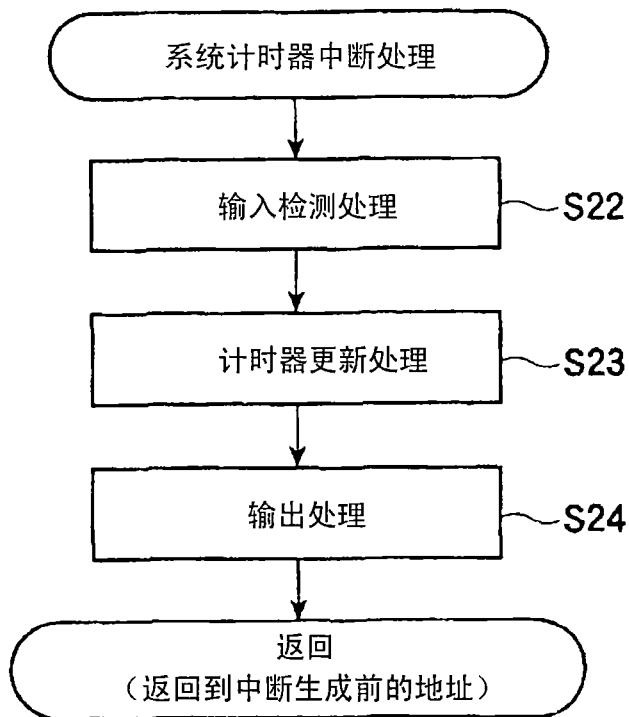 系统计时器中断处理
输入检测处理
S22
计时器更新处理
S23
输出处理
S24
返回
（返回到中断生成前的地址）